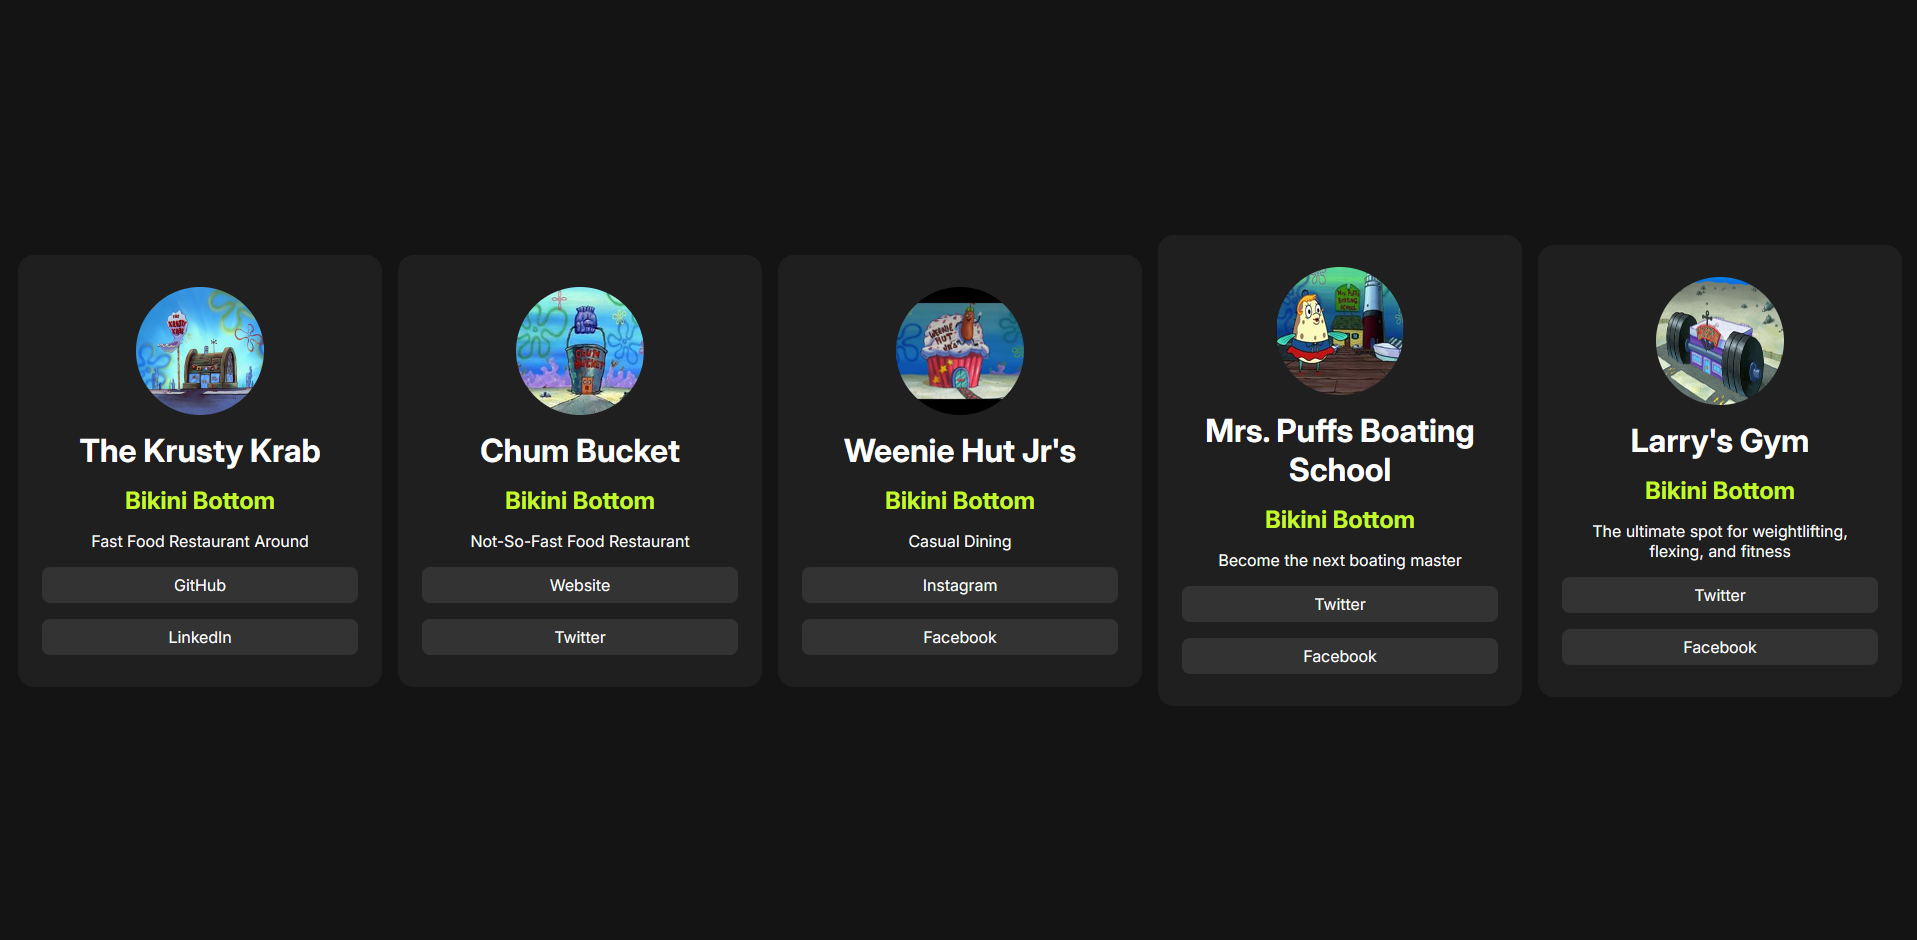 The Krusty Krab
Bikini Bottom
Fast Food Restaurant Around
GitHub
LinkedIn
Chum Bucket
Bikini Bottom
Not-So-Fast Food Restaurant
Website
Twitter
Weenie Hut Jr's
Bikini Bottom
Casual Dining
Instagram
Facebook
Mrs. Puffs Boating
School
Bikini Bottom
Become the next boating master
Twitter
Facebook
Larry's Gym
Bikini Bottom
The ultimate spot for weightlifting,
flexing, and fitness
Twitter
Facebook